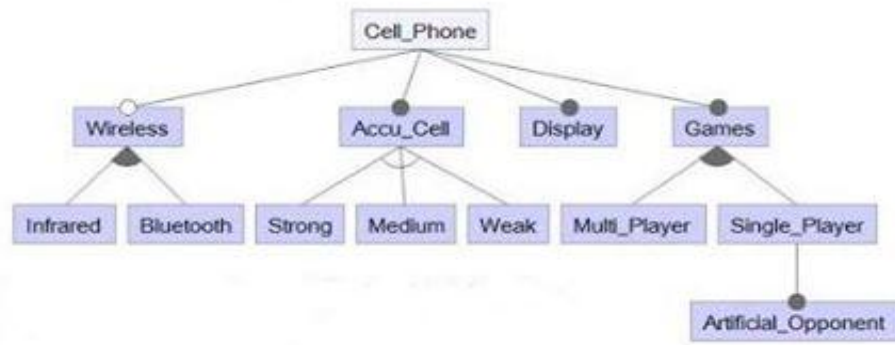 Cell_Phone
Wireless
Accu_Cell
Display
Games
Infrared
Bluetooth
Strong
Medium
Weak
Multi_Player
Single_Player
Artificial_Opponent